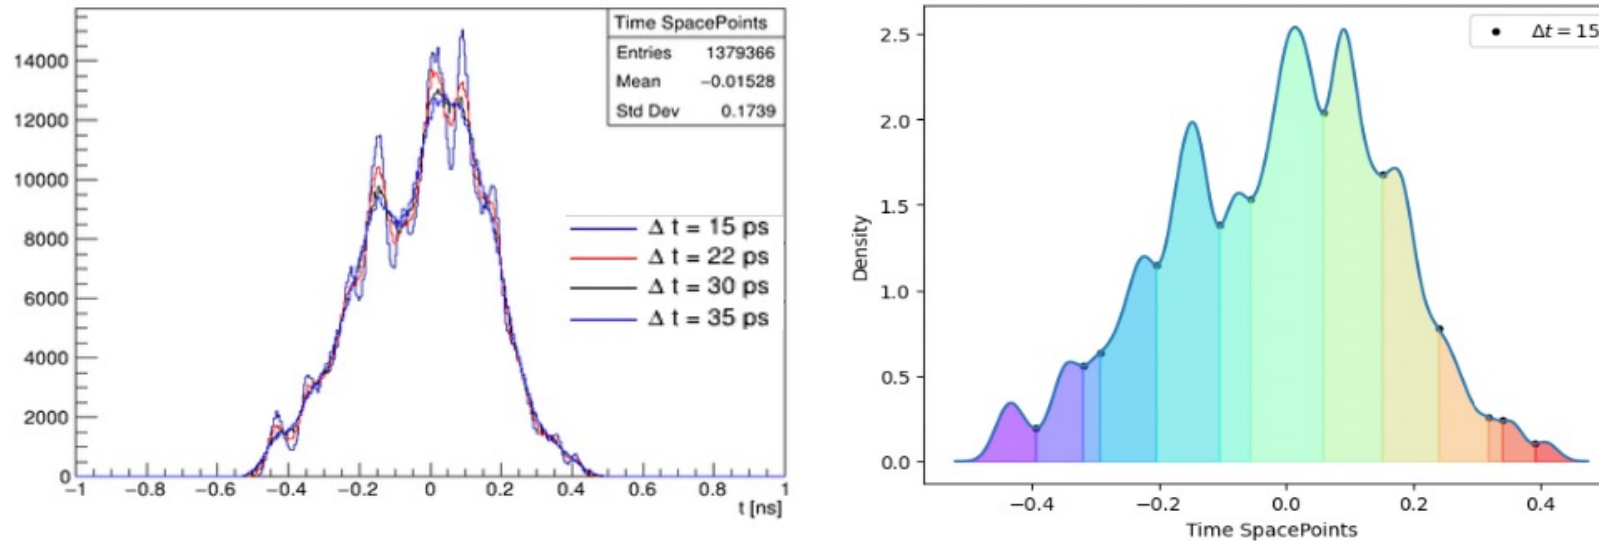 Time SpacePoints
Entries 1379366
Mean −0.01528
Std Dev 0.1739
14000
12000
10000
8000
6000
4000
2000
0
Δ t = 15 ps
Δ t = 22 ps
Δ t = 30 ps
Δ t = 35 ps
−1 −0.8 −0.6 −0.4 −0.2 0 0.2 0.4 0.6 0.8 1
t [ns]
Δt = 15
Density
2.5
2.0
1.5
1.0
0.5
0.0
−0.4 −0.2 0.0 0.2 0.4
Time SpacePoints